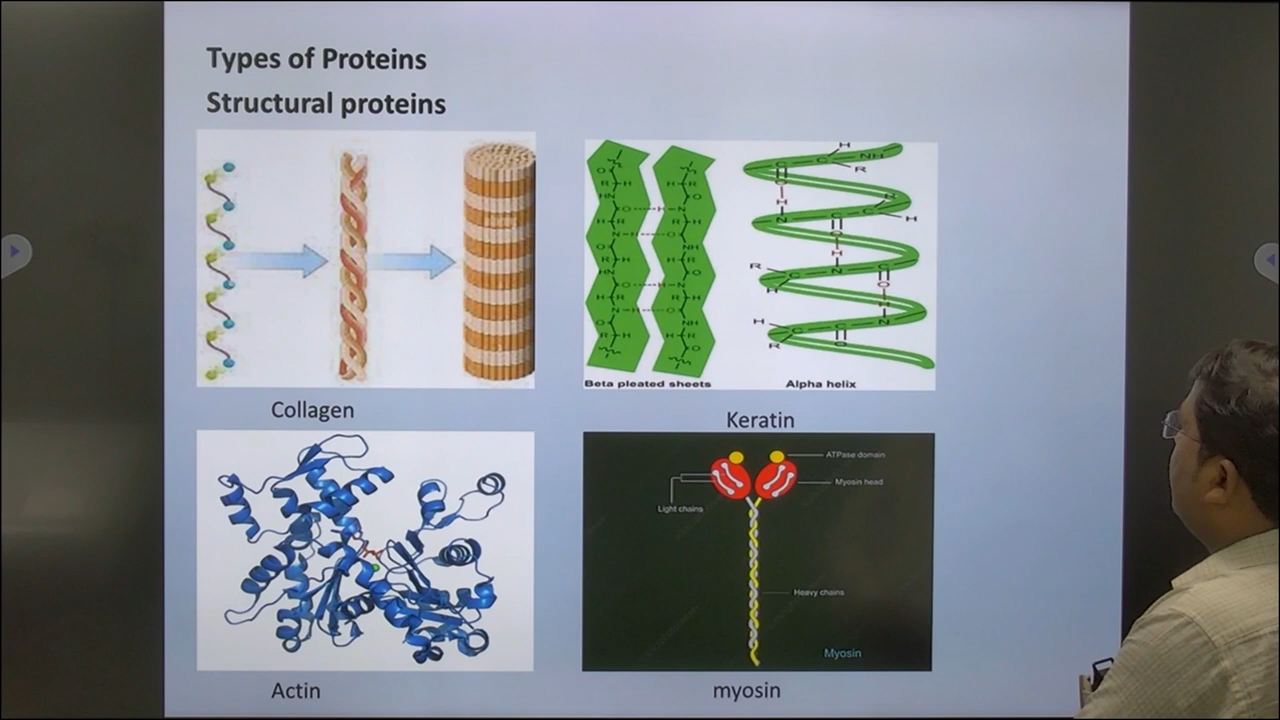 Types of Proteins
Structural proteins
Beta pleated sheets
Alpha helix
Collagen
Keratin
ATPase domain
Myosin head
Light chains
Heavy chains
Myosin
Actin
myosin